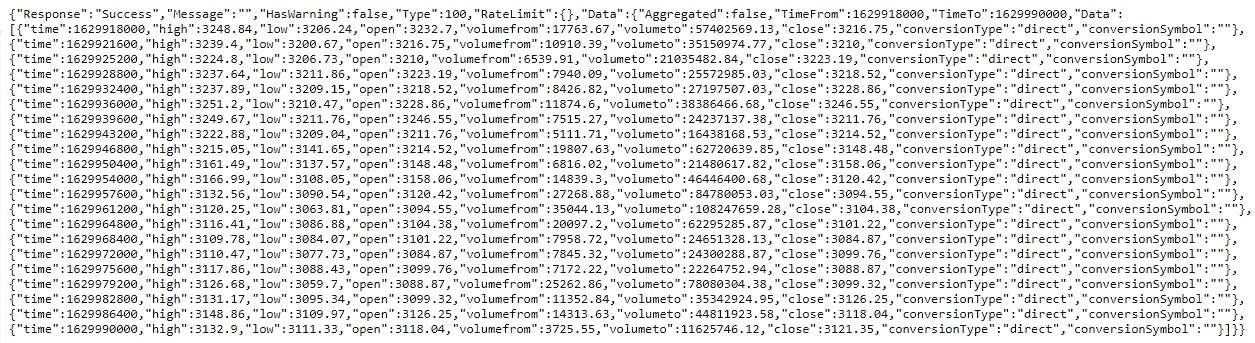 {"Response":"Success","Message":"","HasWarning":false,"Type":100,"RateLimit":{},"Data":{"Aggregated":false,"TimeFrom":1629918000,"TimeTo":1629990000,"Data":
[{"time":1629918000,"high":3248.84,"low":3206.24,"open":3232.7,"volumefrom":17763.67,"volumeto":57402569.13,"close":3216.75,"conversionType":"direct","conversionSymbol":""},
{"time":1629921600,"high":3239.4,"low":3200.67,"open":3216.75,"volumefrom":10910.39,"volumeto":35150974.77,"close":3210,"conversionType":"direct","conversionSymbol":""},
{"time":1629925200,"high":3224.8,"low":3206.73,"open":3210,"volumefrom":6539.91,"volumeto":21035482.84,"close":3223.19,"conversionType":"direct","conversionSymbol":""},
{"time":1629928800,"high":3237.64,"low":3211.86,"open":3223.19,"volumefrom":7940.09,"volumeto":25572985.03,"close":3218.52,"conversionType":"direct","conversionSymbol":""},
{"time":1629932400,"high":3237.89,"low":3209.15,"open":3218.52,"volumefrom":8426.82,"volumeto":27197507.03,"close":3228.86,"conversionType":"direct","conversionSymbol":""},
{"time":1629936000,"high":3251.2,"low":3210.47,"open":3228.86,"volumefrom":11874.6,"volumeto":38386466.68,"close":3246.55,"conversionType":"direct","conversionSymbol":""},
{"time":1629939600,"high":3249.67,"low":3211.76,"open":3246.55,"volumefrom":7515.27,"volumeto":24237137.38,"close":3211.76,"conversionType":"direct","conversionSymbol":""},
{"time":1629943200,"high":3222.88,"low":3209.04,"open":3211.76,"volumefrom":5111.71,"volumeto":16438168.53,"close":3214.52,"conversionType":"direct","conversionSymbol":""},
{"time":1629946800,"high":3215.05,"low":3141.65,"open":3214.52,"volumefrom":19807.63,"volumeto":62720639.85,"close":3148.48,"conversionType":"direct","conversionSymbol":""},
{"time":1629950400,"high":3161.49,"low":3137.57,"open":3148.48,"volumefrom":6816.02,"volumeto":21480617.82,"close":3158.06,"conversionType":"direct","conversionSymbol":""},
{"time":1629954000,"high":3166.99,"low":3108.05,"open":3158.06,"volumefrom":14839.3,"volumeto":46446400.68,"close":3120.42,"conversionType":"direct","conversionSymbol":""},
{"time":1629957600,"high":3132.56,"low":3090.54,"open":3120.42,"volumefrom":27268.88,"volumeto":84780053.03,"close":3094.55,"conversionType":"direct","conversionSymbol":""},
{"time":1629961200,"high":3120.25,"low":3063.81,"open":3094.55,"volumefrom":35044.13,"volumeto":108247659.28,"close":3104.38,"conversionType":"direct","conversionSymbol":""},
{"time":1629964800,"high":3116.41,"low":3086.88,"open":3104.38,"volumefrom":20097.2,"volumeto":62295285.87,"close":3101.22,"conversionType":"direct","conversionSymbol":""},
{"time":1629968400,"high":3109.78,"low":3084.07,"open":3101.22,"volumefrom":7958.72,"volumeto":24651328.13,"close":3084.87,"conversionType":"direct","conversionSymbol":""},
{"time":1629972000,"high":3110.47,"low":3077.73,"open":3084.87,"volumefrom":7845.32,"volumeto":24300288.87,"close":3099.76,"conversionType":"direct","conversionSymbol":""},
{"time":1629975600,"high":3117.86,"low":3088.43,"open":3099.76,"volumefrom":7172.22,"volumeto":22264752.94,"close":3088.87,"conversionType":"direct","conversionSymbol":""},
{"time":1629979200,"high":3126.68,"low":3059.7,"open":3088.87,"volumefrom":25262.86,"volumeto":78080304.38,"close":3099.32,"conversionType":"direct","conversionSymbol":""},
{"time":1629982800,"high":3131.17,"low":3095.34,"open":3099.32,"volumefrom":11352.84,"volumeto":35342924.95,"close":3126.25,"conversionType":"direct","conversionSymbol":""},
{"time":1629986400,"high":3148.86,"low":3109.97,"open":3126.25,"volumefrom":14313.63,"volumeto":44811923.58,"close":3118.04,"conversionType":"direct","conversionSymbol":""},
{"time":1629990000,"high":3132.9,"low":3111.33,"open":3118.04,"volumefrom":3725.55,"volumeto":11625746.12,"close":3121.35,"conversionType":"direct","conversionSymbol":""}]}}